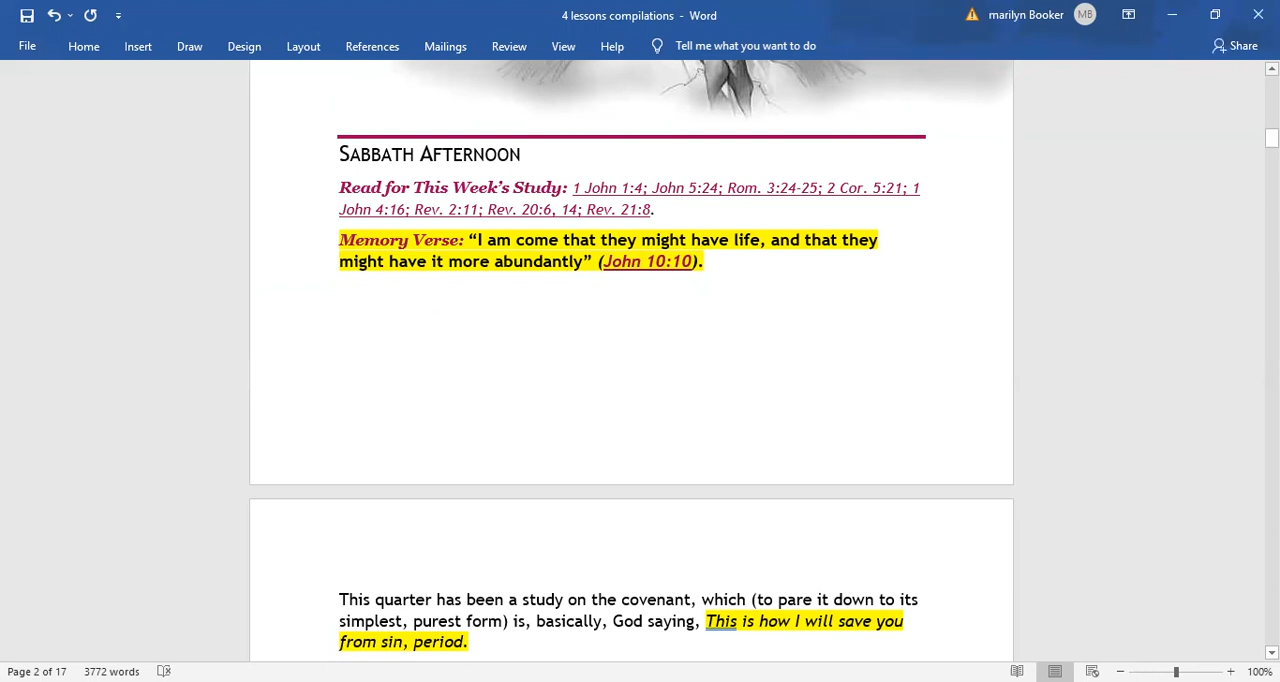 4 lessons compilations - Word
marilyn Booker
MB
File Home Insert Draw Design Layout References Mailings Review View Help Tell me what you want to do Share
SABBATH AFTERNOON
Read for This Week's Study: 1 John 1:4; John 5:24; Rom. 3:24-25; 2 Cor. 5:21; 1
John 4:16; Rev. 2:11; Rev. 20:6, 14; Rev. 21:8.
Memory Verse: “I am come that they might have life, and that they
might have it more abundantly” (John 10:10).
This quarter has been a study on the covenant, which (to pare it down to its
simplest, purest form) is, basically, God saying, This is how I will save you
from sin, period.
Page 2 of 17 3772 words 100%